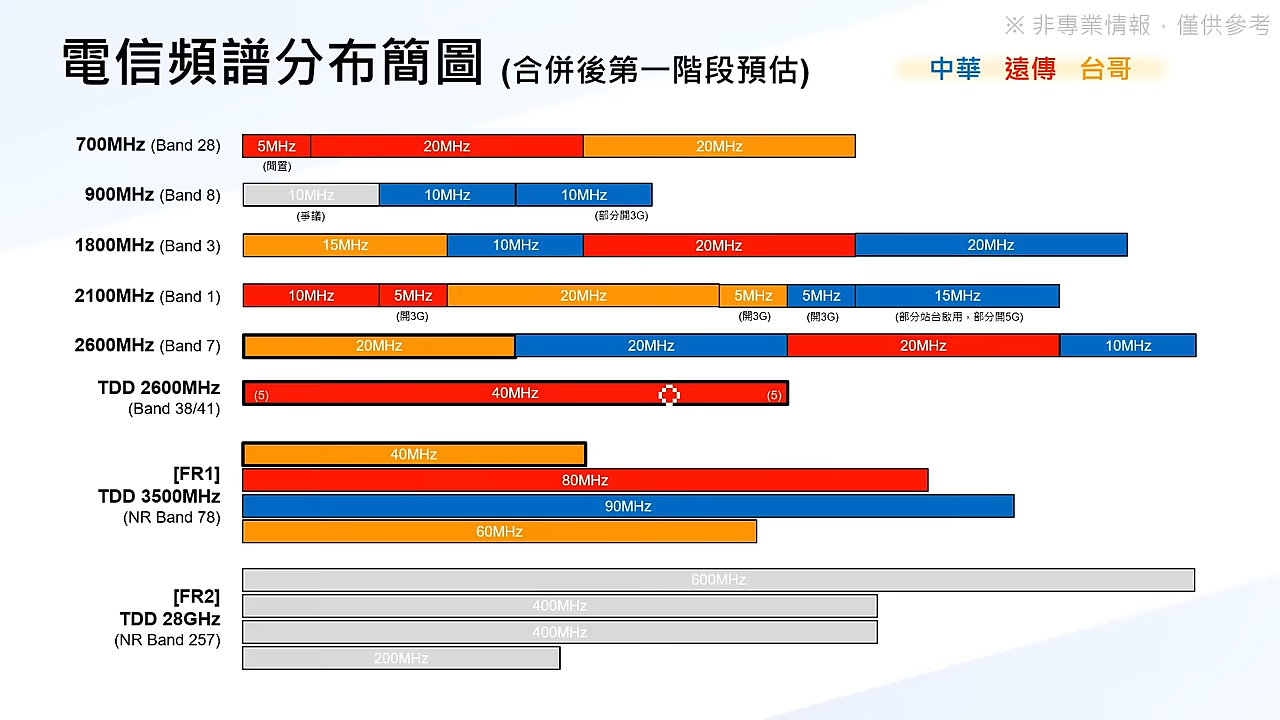 ※ 非專業情報，僅供參考
電信頻譜分布簡圖 (合併後第一階段預估)
中華 遠傳 台哥
700MHz (Band 28) 5MHz 20MHz 20MHz
(閒置)
900MHz (Band 8) 10MHz 10MHz 10MHz
(爭議) (部分開3G)
1800MHz (Band 3) 15MHz 10MHz 20MHz 20MHz
2100MHz (Band 1) 10MHz 5MHz 20MHz 5MHz 5MHz 15MHz
(開3G) (開3G) (開3G) (部分站台啟用，部分開5G)
2600MHz (Band 7) 20MHz 20MHz 20MHz 10MHz
TDD 2600MHz (5) 40MHz (5)
(Band 38/41)
40MHz
[FR1] 80MHz
TDD 3500MHz 90MHz
(NR Band 78) 60MHz
600MHz
[FR2] 400MHz
TDD 28GHz 400MHz
(NR Band 257) 200MHz